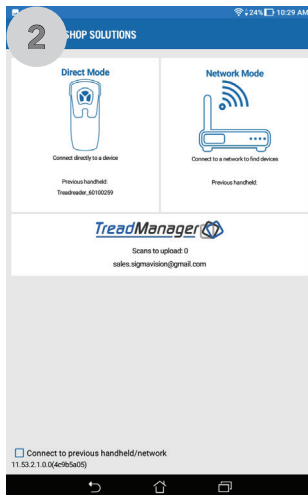 24% 10:29 AM
2
SHOP SOLUTIONS
Direct Mode
Connect directly to a device
Previous handheld:
Treadreader_60100259
Network Mode
Connect to a network to find devices
Previous handheld:
TreadManager
Scans to upload: 0
sales.sigmavision@gmail.com
Connect to previous handheld/network
11.53.2.1.0.0(4c9b5a05)